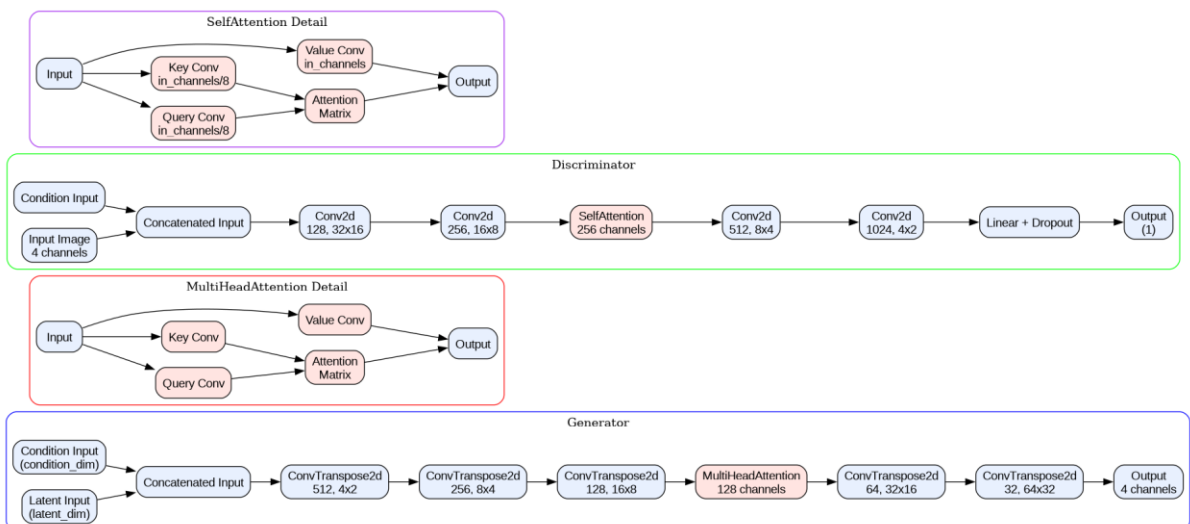 SelfAttention Detail
Input
Key Conv
in_channels/8
Query Conv
in_channels/8
Value Conv
in_channels
Attention
Matrix
Output
Discriminator
Condition Input
Input Image
4 channels
Concatenated Input
Conv2d
128, 32x16
Conv2d
256, 16x8
SelfAttention
256 channels
Conv2d
512, 8x4
Conv2d
1024, 4x2
Linear + Dropout
Output
(1)
MultiHeadAttention Detail
Input
Key Conv
Query Conv
Value Conv
Attention
Matrix
Output
Generator
Condition Input
(condition_dim)
Latent Input
(latent_dim)
Concatenated Input
ConvTranspose2d
512, 4x2
ConvTranspose2d
256, 8x4
ConvTranspose2d
128, 16x8
MultiHeadAttention
128 channels
ConvTranspose2d
64, 32x16
ConvTranspose2d
32, 64x32
Output
4 channels